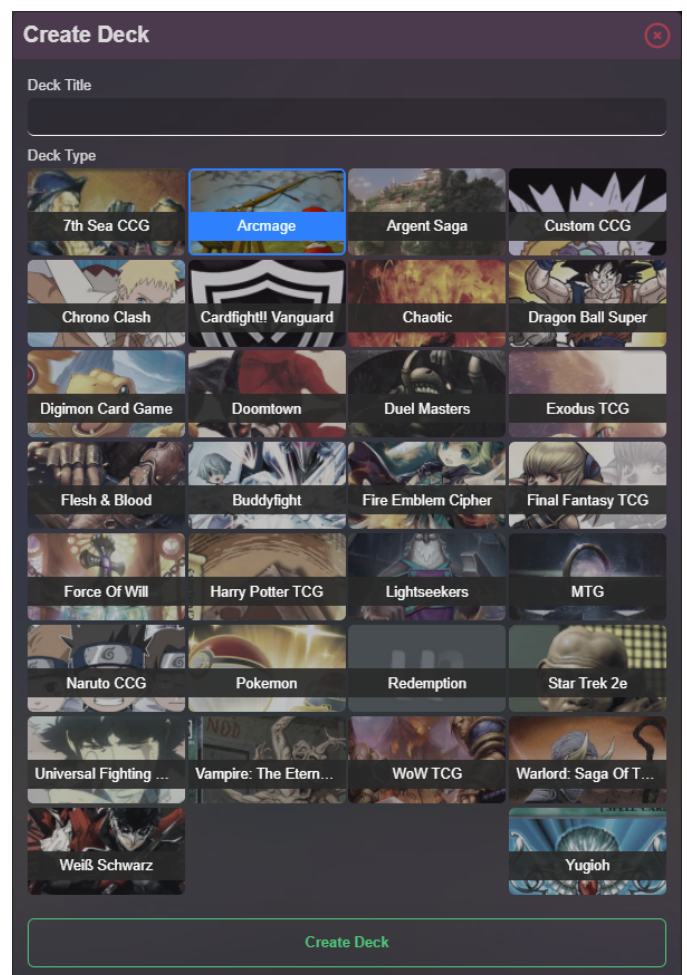 Create Deck
Deck Title
Deck Type
7th Sea CCG
Arcmage
Argent Saga
Custom CCG
Chrono Clash
Cardfight!! Vanguard
Chaotic
Dragon Ball Super
Digimon Card Game
Doomtown
Duel Masters
Exodus TCG
Flesh & Blood
Buddyfight
Fire Emblem Cipher
Final Fantasy TCG
Force Of Will
Harry Potter TCG
Lightseekers
MTG
Naruto CCG
Pokemon
Redemption
Star Trek 2e
Universal Fighting ...
Vampire: The Etern...
WoW TCG
Warlord: Saga Of T...
Weiß Schwarz
Yugioh
Create Deck